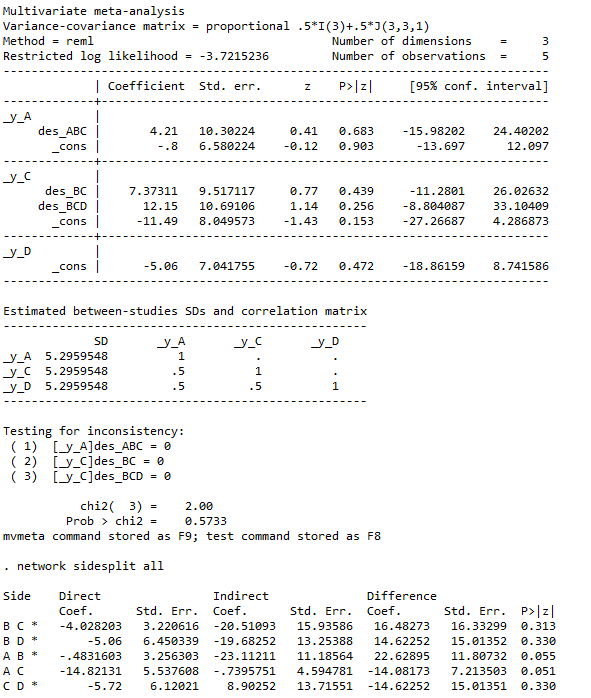 Multivariate meta-analysis
Variance-covariance matrix = proportional .5*I(3)+.5*J(3,3,1)
Method = reml                                Number of dimensions    =     3
Restricted log likelihood = -3.7215236       Number of observations  =     5
------------------------------------------------------------------------------
             | Coefficient  Std. err.      z    P>|z|     [95% conf. interval]
-------------+----------------------------------------------------------------
_y_A         |
     des_ABC |       4.21   10.30224     0.41   0.683    -15.98202    24.40202
       _cons |        -.8   6.580224    -0.12   0.903      -13.697      12.097
-------------+----------------------------------------------------------------
_y_C         |
      des_BC |    7.37311   9.517117     0.77   0.439     -11.2801    26.02632
     des_BCD |      12.15   10.69106     1.14   0.256    -8.804087    33.10409
       _cons |     -11.49   8.049573    -1.43   0.153    -27.26687    4.286873
-------------+----------------------------------------------------------------
_y_D         |
       _cons |      -5.06   7.041755    -0.72   0.472    -18.86159    8.741586
------------------------------------------------------------------------------
Estimated between-studies SDs and correlation matrix
----------------------------------------------------
             SD       _y_A       _y_C       _y_D
_y_A  5.2959548          1          .          .
_y_C  5.2959548         .5          1          .
_y_D  5.2959548         .5         .5          1
----------------------------------------------------
Testing for inconsistency:
 ( 1)  [_y_A]des_ABC = 0
 ( 2)  [_y_C]des_BC = 0
 ( 3)  [_y_C]des_BCD = 0
           chi2(  3) =    2.00
         Prob > chi2 =    0.5733
mvmeta command stored as F9; test command stored as F8
. network sidesplit all
Side    Direct               Indirect             Difference
        Coef.      Std. Err. Coef.      Std. Err. Coef.      Std. Err.  P>|z|
B C *   -4.028203  3.220616  -20.51093  15.93586  16.48273   16.33299   0.313
B D *   -5.06      6.450339  -19.68252  13.25388  14.62252   15.01352   0.330
A B *   -.4831603  3.256303  -23.11211  11.18564  22.62895   11.80732   0.055
A C     -14.82131  5.537608  -.7395751  4.594781  -14.08173  7.213503   0.051
C D *   -5.72      6.12021   8.90252    13.71551  -14.62252  15.01351   0.330